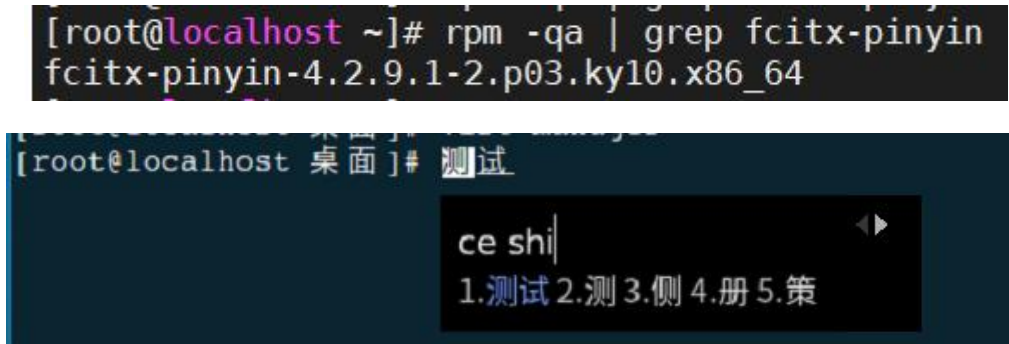 [root@localhost ~]# rpm -qa | grep fcitx-pinyin
fcitx-pinyin-4.2.9.1-2.p03.ky10.x86_64
[root@localhost 桌面]# 测试
ce shi
1.测试 2.测 3.侧 4.册 5.策